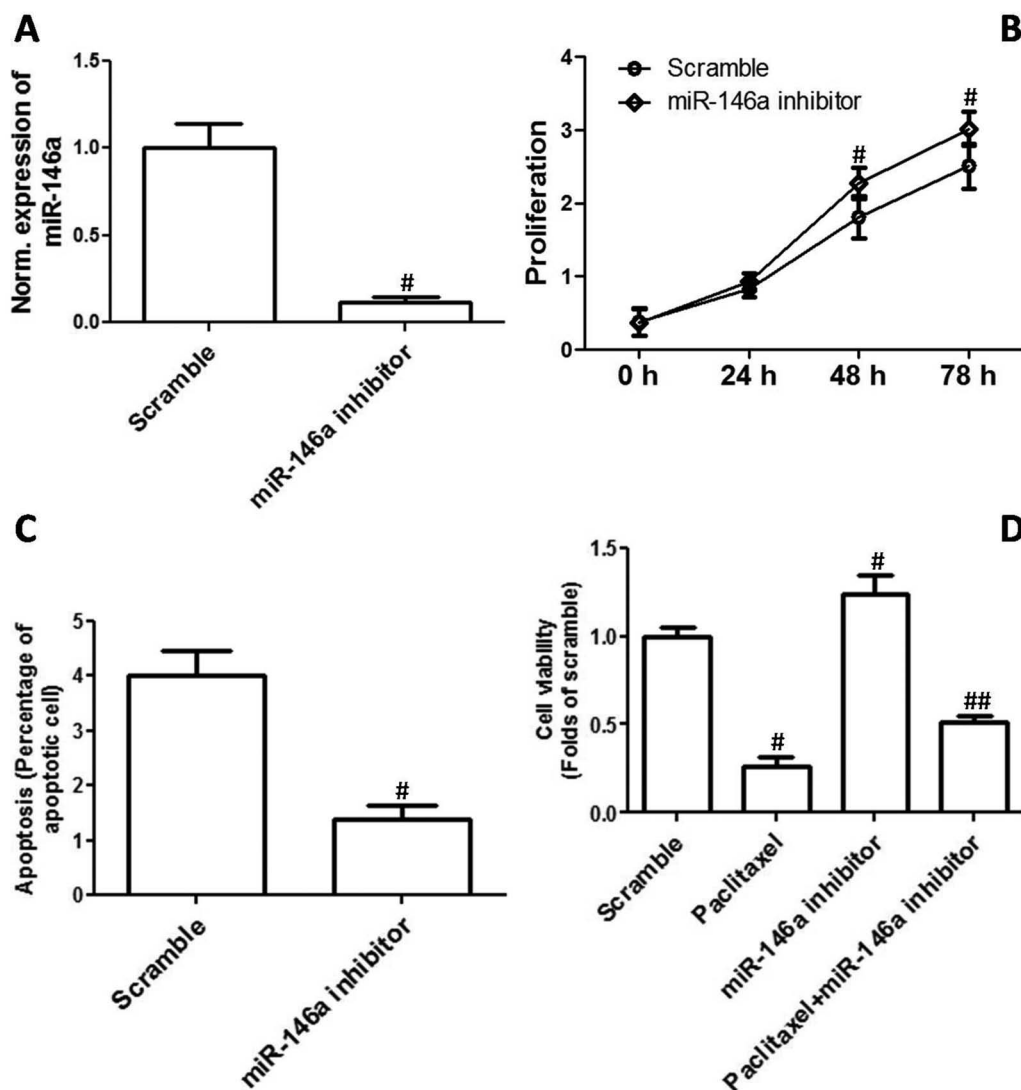 A
Norm. expression of
miR-146a
1.5
1.0
0.5
0.0
#
Scramble
miR-146a inhibitor
B
Proliferation
4
3
2
1
0
Scramble
miR-146a inhibitor
#
#
0 h
24 h
48 h
78 h
C
Apoptosis (Percentage of
apoptotic cell)
5
4
3
2
1
0
#
Scramble
miR-146a inhibitor
D
Cell viability
(Folds of scramble)
1.5
1.0
0.5
0.0
#
#
##
Scramble
Paclitaxel
miR-146a inhibitor
Paclitaxel+miR-146a inhibitor